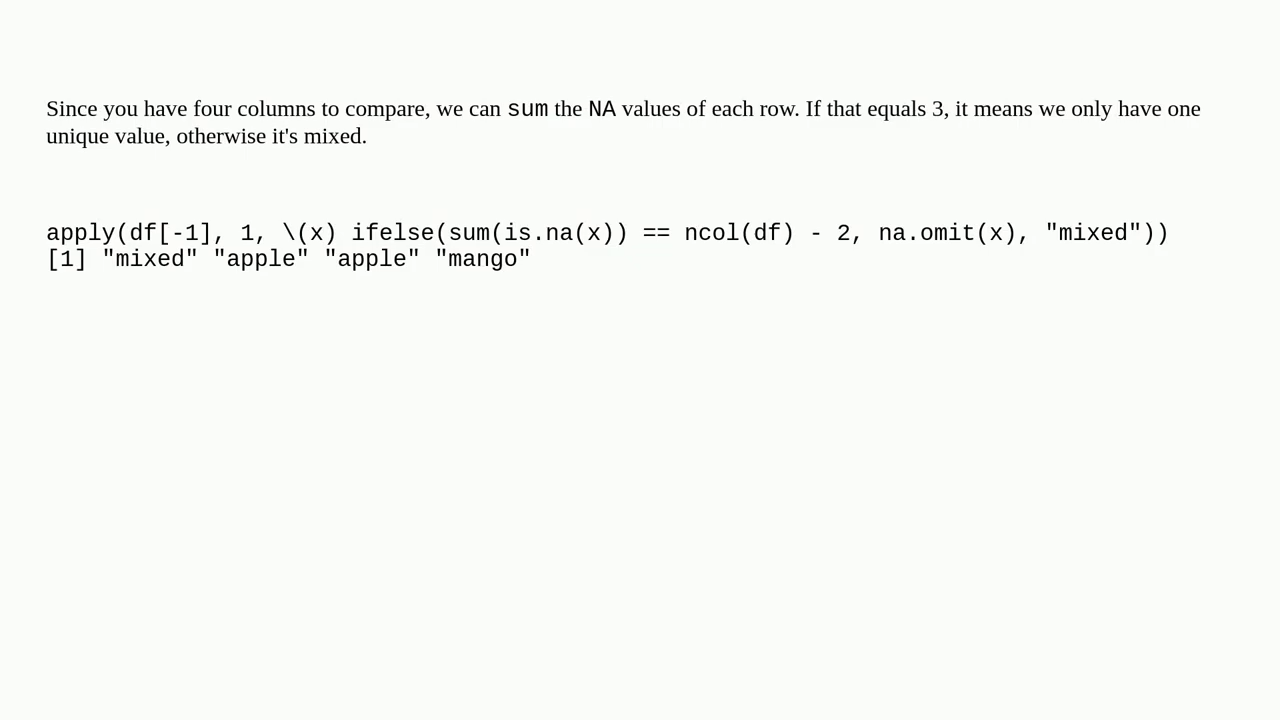 Since you have four columns to compare, we can sum the NA values of each row. If that equals 3, it means we only have one
unique value, otherwise it's mixed.
apply(df[-1], 1, \(x) ifelse(sum(is.na(x)) == ncol(df) - 2, na.omit(x), "mixed"))
[1] "mixed" "apple" "apple" "mango"